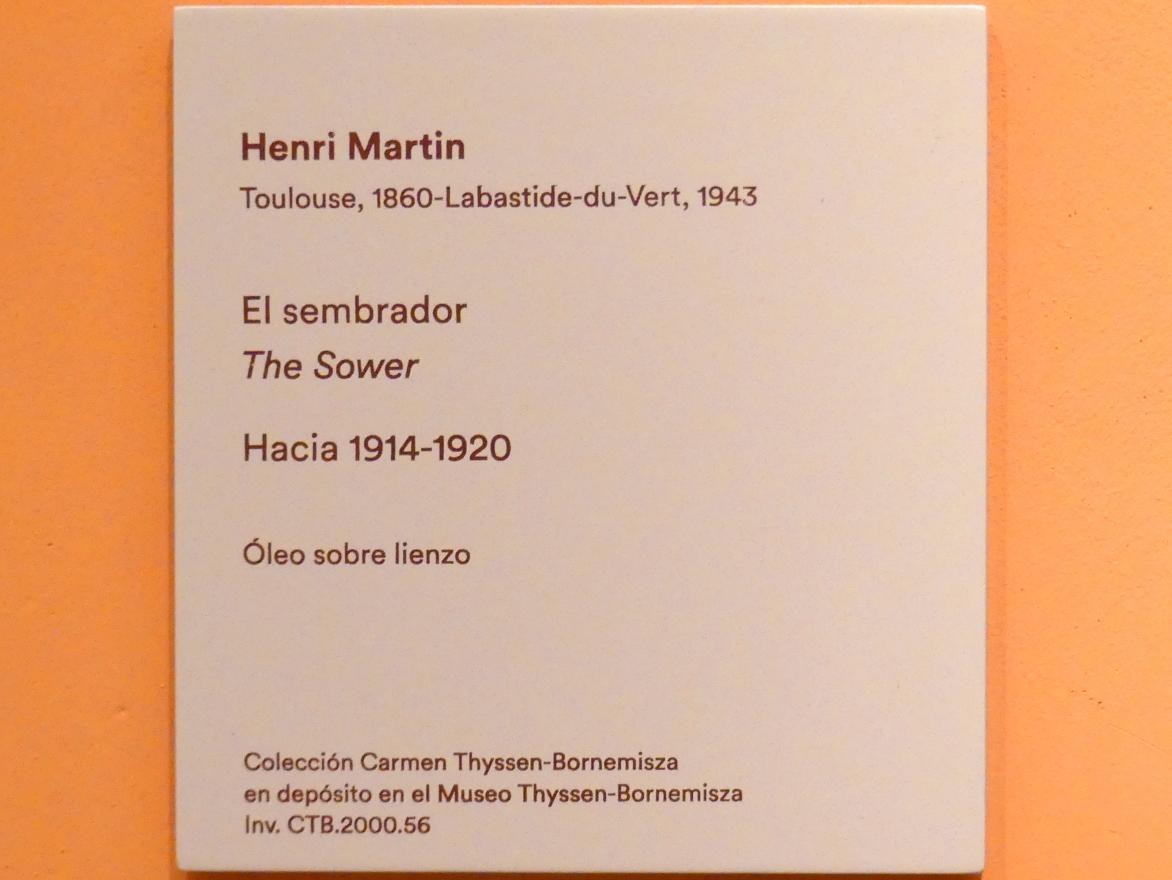 Henri Martin
Toulouse, 1860-Labastide-du-Vert, 1943
El sembrador
The Sower
Hacia 1914-1920
Óleo sobre lienzo
Colección Carmen Thyssen-Bornemisza
en depósito en el Museo Thyssen-Bornemisza
Inv. CTB.2000.56